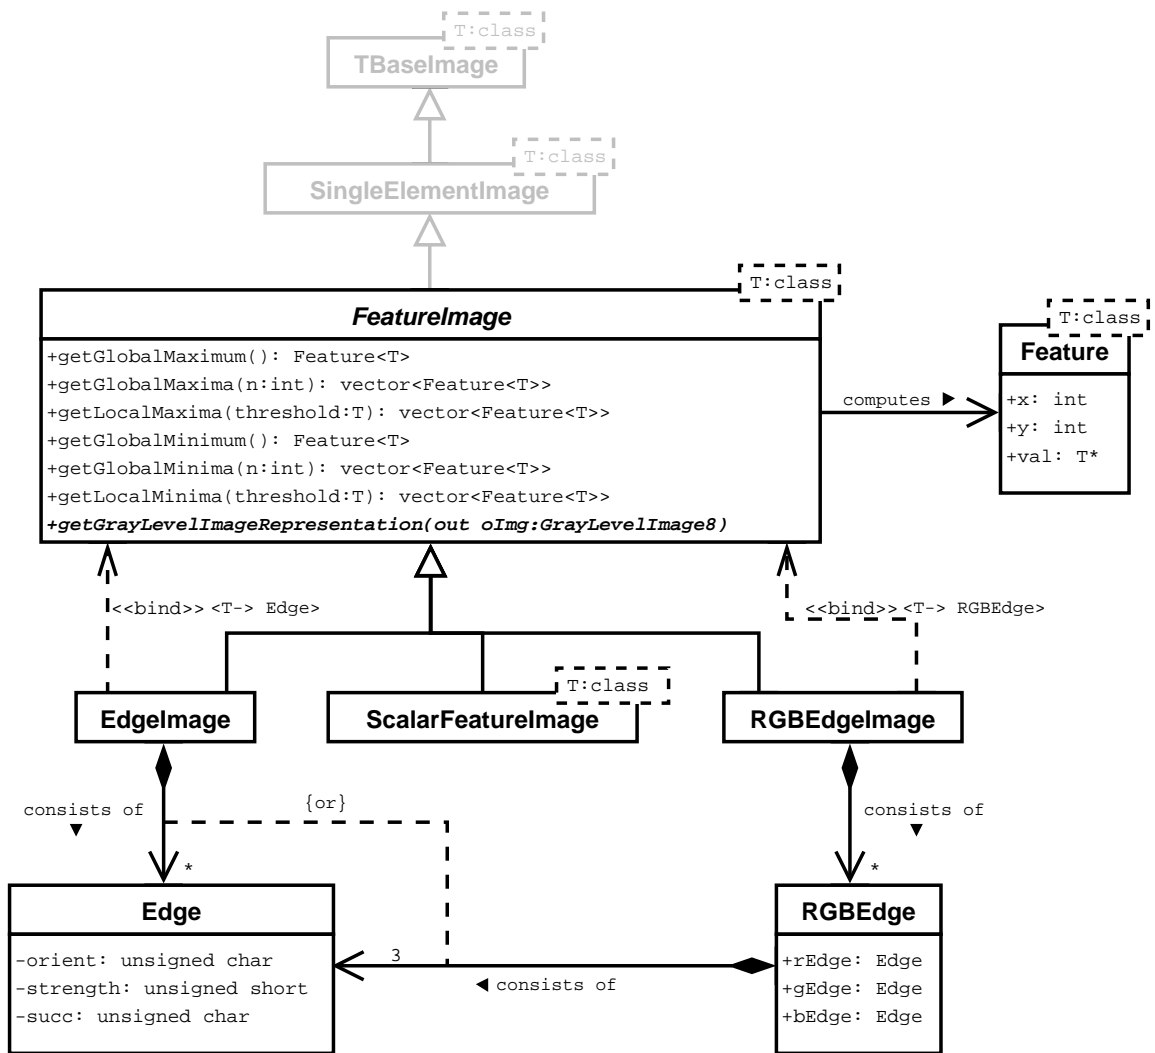 T:class
TBaseImage
T:class
SingleElementImage
T:class
FeatureImage
+getGlobalMaximum(): Feature<T>
+getGlobalMaxima(n:int): vector<Feature<T>>
+getLocalMaxima(threshold:T): vector<Feature<T>>
+getGlobalMinimum(): Feature<T>
+getGlobalMinima(n:int): vector<Feature<T>>
+getLocalMinima(threshold:T): vector<Feature<T>>
+getGrayLevelImageRepresentation(out oImg:GrayLevelImage8)
computes ▶
T:class
Feature
+x: int
+y: int
+val: T*
<<bind>> <T-> Edge>
<<bind>> <T-> RGBEdge>
EdgeImage
T:class
ScalarFeatureImage
RGBEdgeImage
consists of
▼
{or}
consists of
▼
*
*
Edge
-orient: unsigned char
-strength: unsigned short
-succ: unsigned char
3
◀ consists of
RGBEdge
+rEdge: Edge
+gEdge: Edge
+bEdge: Edge